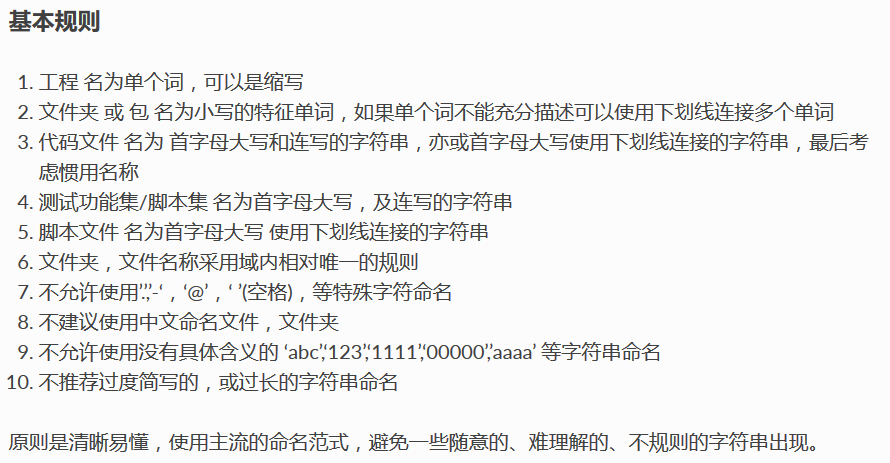 基本规则
1. 工程 名为单个词，可以是缩写
2. 文件夹 或 包 名为小写的特征单词，如果单个词不能充分描述可以使用下划线连接多个单词
3. 代码文件 名为 首字母大写和连写的字符串，亦或首字母大写使用下划线连接的字符串，最后考
虑惯用名称
4. 测试功能集/脚本集 名为首字母大写，及连写的字符串
5. 脚本文件 名为首字母大写 使用下划线连接的字符串
6. 文件夹，文件名称采用域内相对唯一的规则
7. 不允许使用’.’,’-‘，‘@’，‘ ’(空格)，等特殊字符命名
8. 不建议使用中文命名文件，文件夹
9. 不允许使用没有具体含义的 ‘abc’,‘123’,‘1111’,‘00000’,’aaaa’ 等字符串命名
10. 不推荐过度简写的，或过长的字符串命名
原则是清晰易懂，使用主流的命名范式，避免一些随意的、难理解的、不规则的字符串出现。